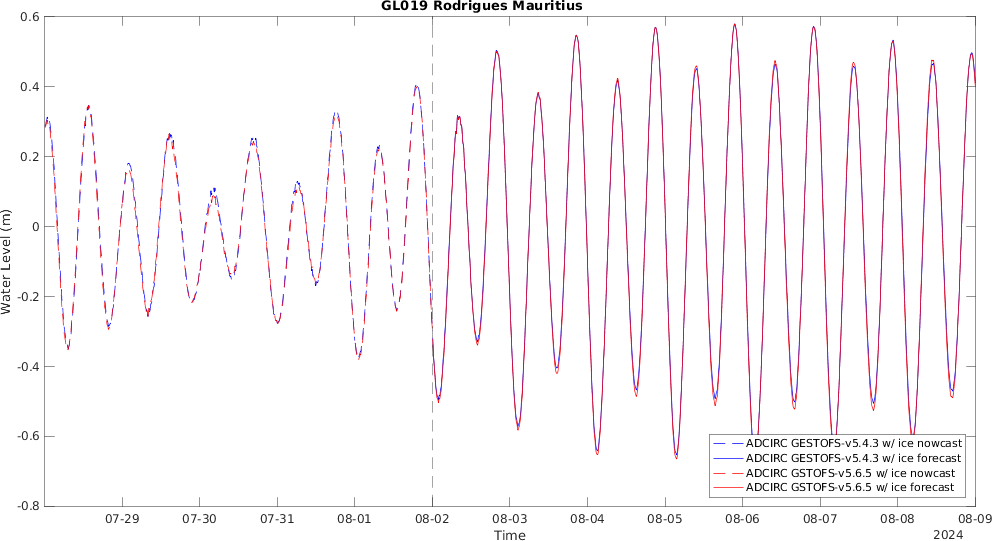 GL019 Rodrigues Mauritius
0.6
0.4
0.2
0
-0.2
-0.4
-0.6
-0.8
Water Level (m)
ADCIRC GESTOFS-v5.4.3 w/ ice nowcast
ADCIRC GESTOFS-v5.4.3 w/ ice forecast
ADCIRC GSTOFS-v5.6.5 w/ ice nowcast
ADCIRC GSTOFS-v5.6.5 w/ ice forecast
07-29 07-30 07-31 08-01 08-02 08-03 08-04 08-05 08-06 08-07 08-08 08-09
Time
2024